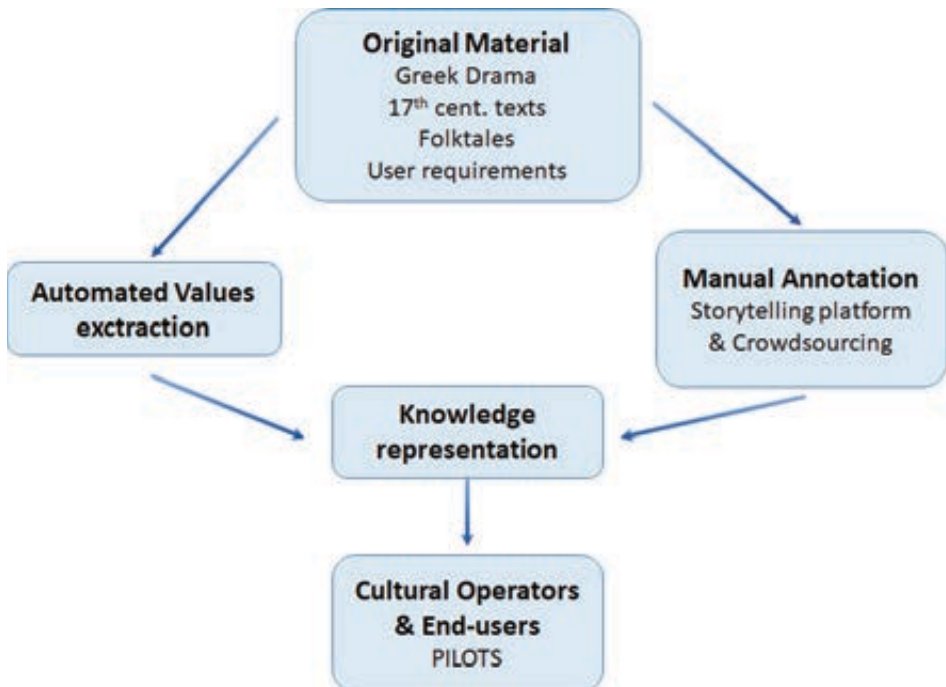 Original Material
Greek Drama
17th cent. texts
Folktales
User requirements
Automated Values
exctraction
Manual Annotation
Storytelling platform
& Crowdsourcing
Knowledge
representation
Cultural Operators
& End-users
PILOTS